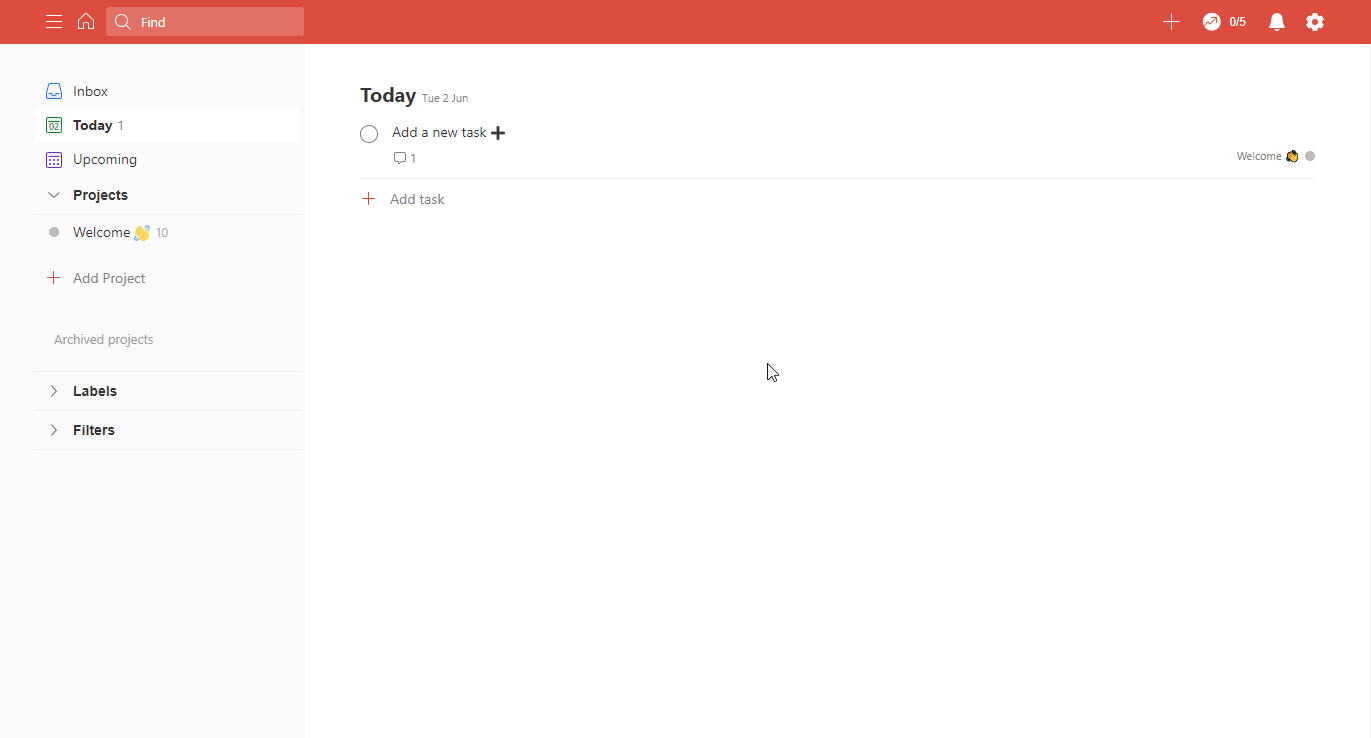 Find
0/5
Inbox
02 Today 1
Upcoming
Projects
Welcome 👋 10
Add Project
Archived projects
Labels
Filters
Today Tue 2 Jun
Add a new task ➕
1
Welcome 👏
Add task